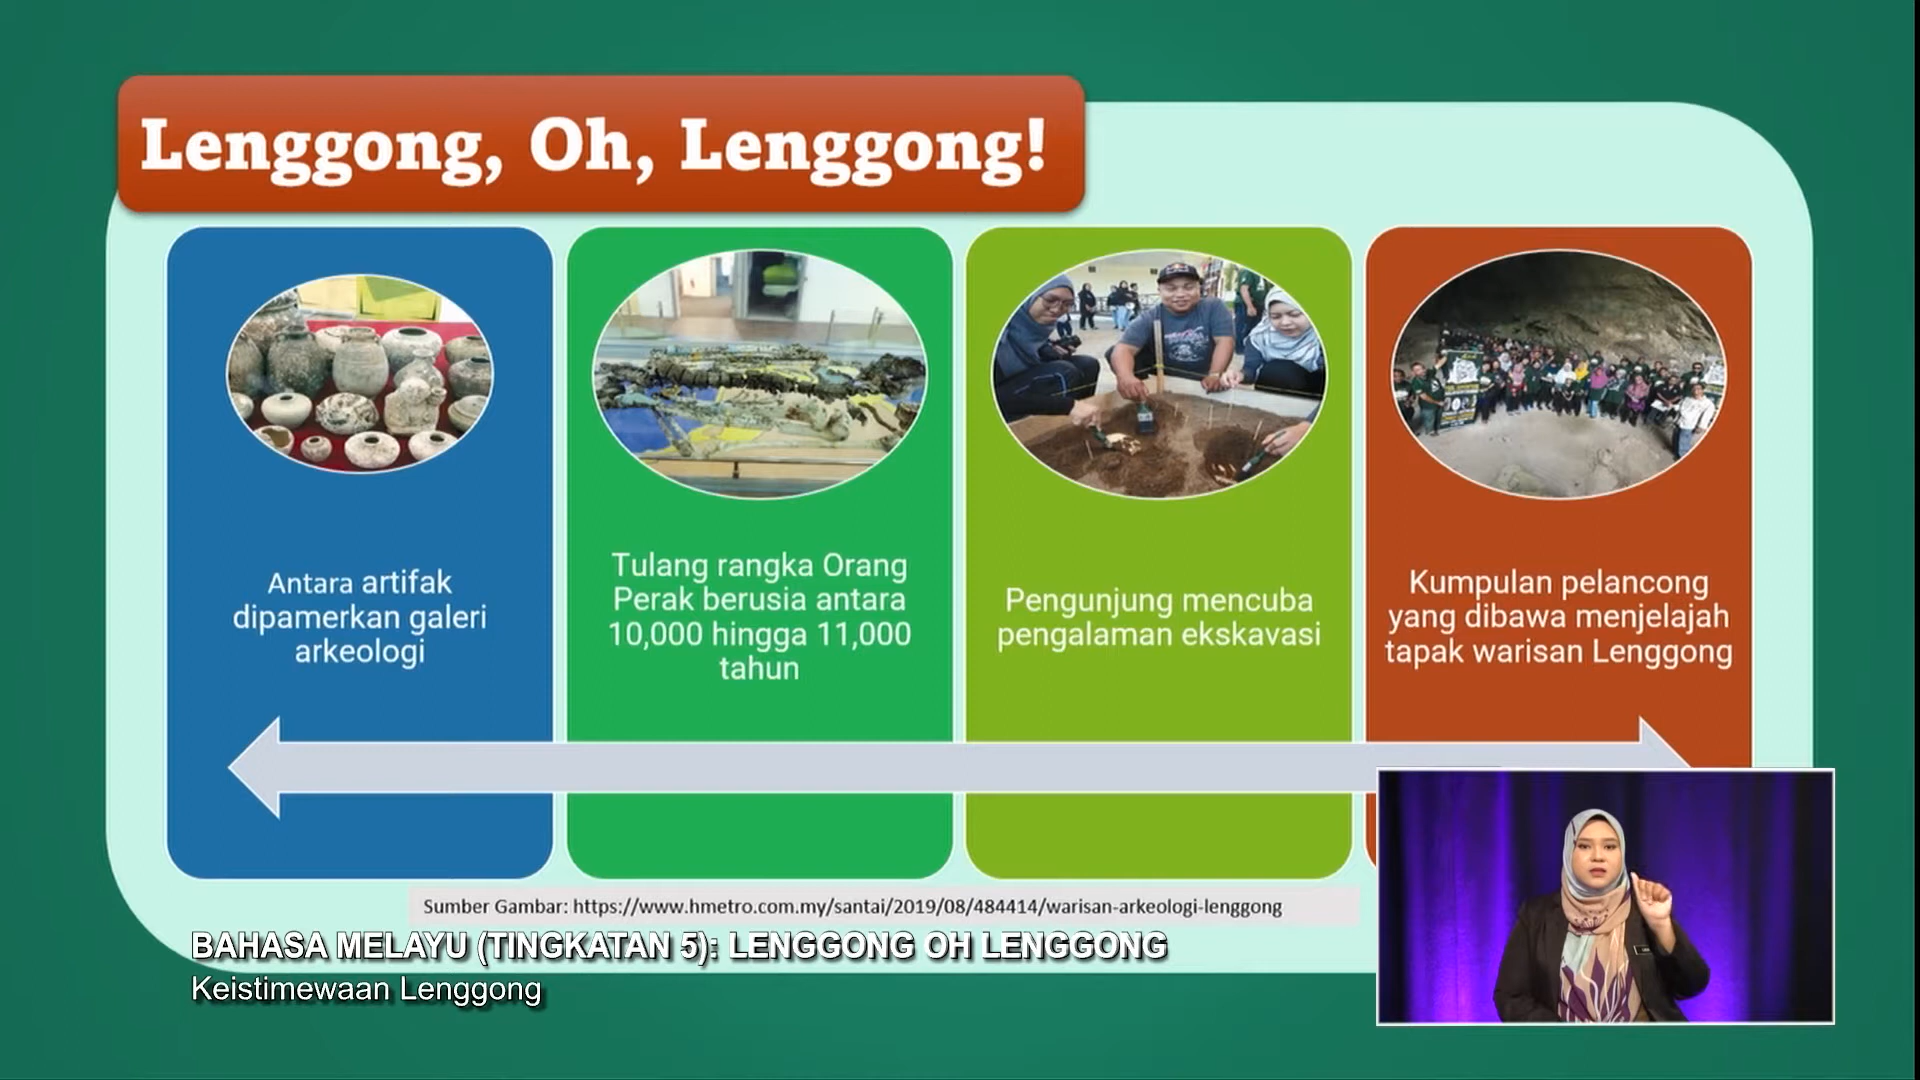 Lenggong, Oh, Lenggong!
Antara artifak
dipamerkan galeri
arkeologi
Tulang rangka Orang
Perak berusia antara
10,000 hingga 11,000
tahun
Pengunjung mencuba
pengalaman ekskavasi
Kumpulan pelancong
yang dibawa menjelajah
tapak warisan Lenggong
Sumber Gambar: https://www.hmetro.com.my/santai/2019/08/484414/warisan-arkeologi-lenggong
BAHASA MELAYU (TINGKATAN 5): LENGGONG OH LENGGONG
Keistimewaan Lenggong